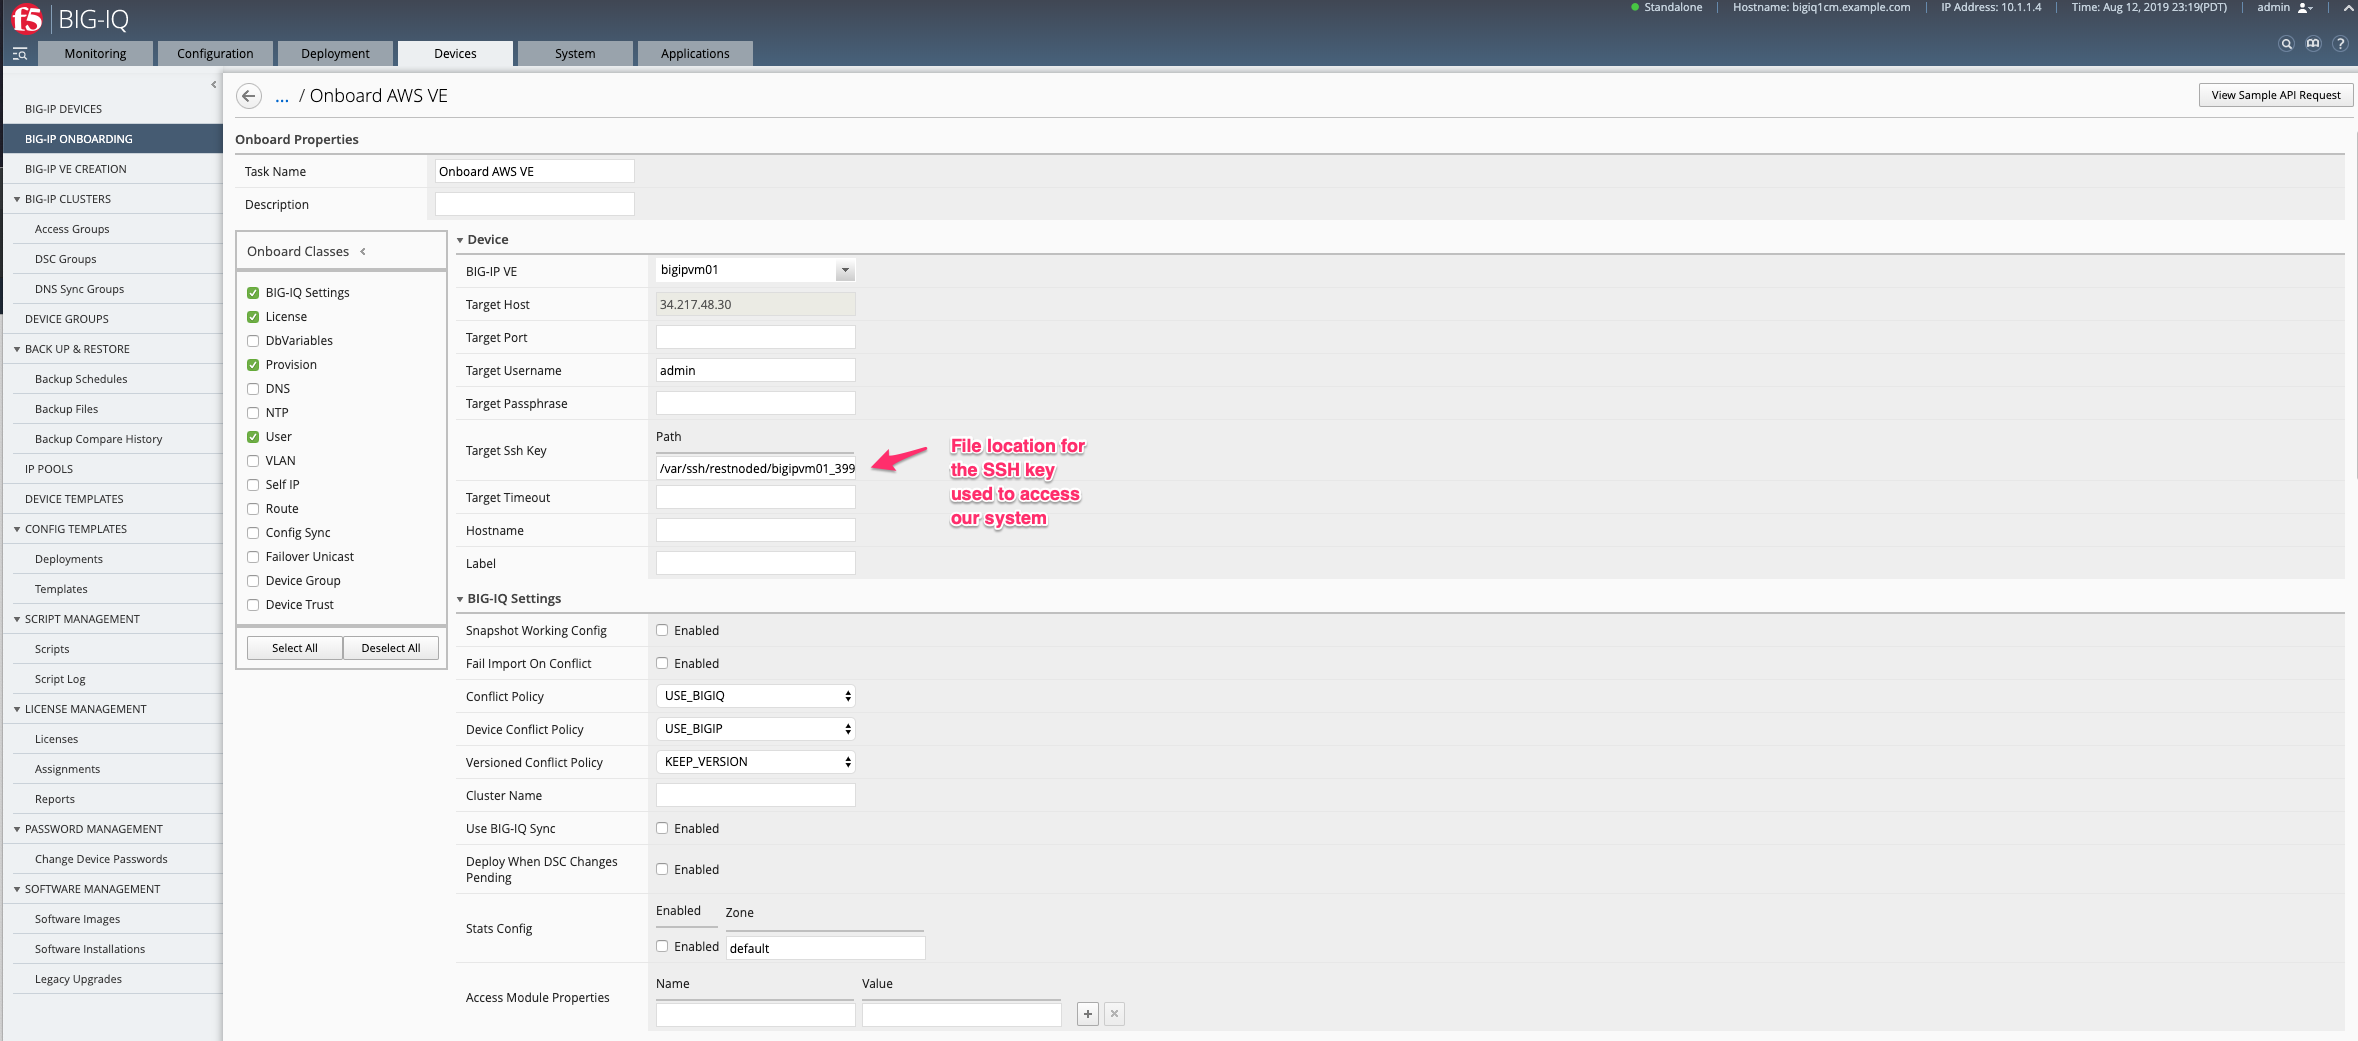 f5 BIG-IQ
Standalone
Hostname: bigiq1cm.example.com
IP Address: 10.1.1.4
Time: Aug 12, 2019 23:19(PDT)
admin
Monitoring
Configuration
Deployment
Devices
System
Applications
BIG-IP DEVICES
BIG-IP ONBOARDING
BIG-IP VE CREATION
BIG-IP CLUSTERS
Access Groups
DSC Groups
DNS Sync Groups
DEVICE GROUPS
BACK UP & RESTORE
Backup Schedules
Backup Files
Backup Compare History
IP POOLS
DEVICE TEMPLATES
CONFIG TEMPLATES
Deployments
Templates
SCRIPT MANAGEMENT
Scripts
Script Log
LICENSE MANAGEMENT
Licenses
Assignments
Reports
PASSWORD MANAGEMENT
Change Device Passwords
SOFTWARE MANAGEMENT
Software Images
Software Installations
Legacy Upgrades
... / Onboard AWS VE
View Sample API Request
Onboard Properties
Task Name
Onboard AWS VE
Description
Onboard Classes
BIG-IQ Settings
License
DbVariables
Provision
DNS
NTP
User
VLAN
Self IP
Route
Config Sync
Failover Unicast
Device Group
Device Trust
Select All
Deselect All
Device
BIG-IP VE
bigipvm01
Target Host
34.217.48.30
Target Port
Target Username
admin
Target Passphrase
Target Ssh Key
Path
/var/ssh/restnoded/bigipvm01_399
File location for
the SSH key
used to access
our system
Target Timeout
Hostname
Label
BIG-IQ Settings
Snapshot Working Config
Enabled
Fail Import On Conflict
Enabled
Conflict Policy
USE_BIGIQ
Device Conflict Policy
USE_BIGIP
Versioned Conflict Policy
KEEP_VERSION
Cluster Name
Use BIG-IQ Sync
Enabled
Deploy When DSC Changes
Pending
Enabled
Stats Config
Enabled
Zone
Enabled
default
Access Module Properties
Name
Value